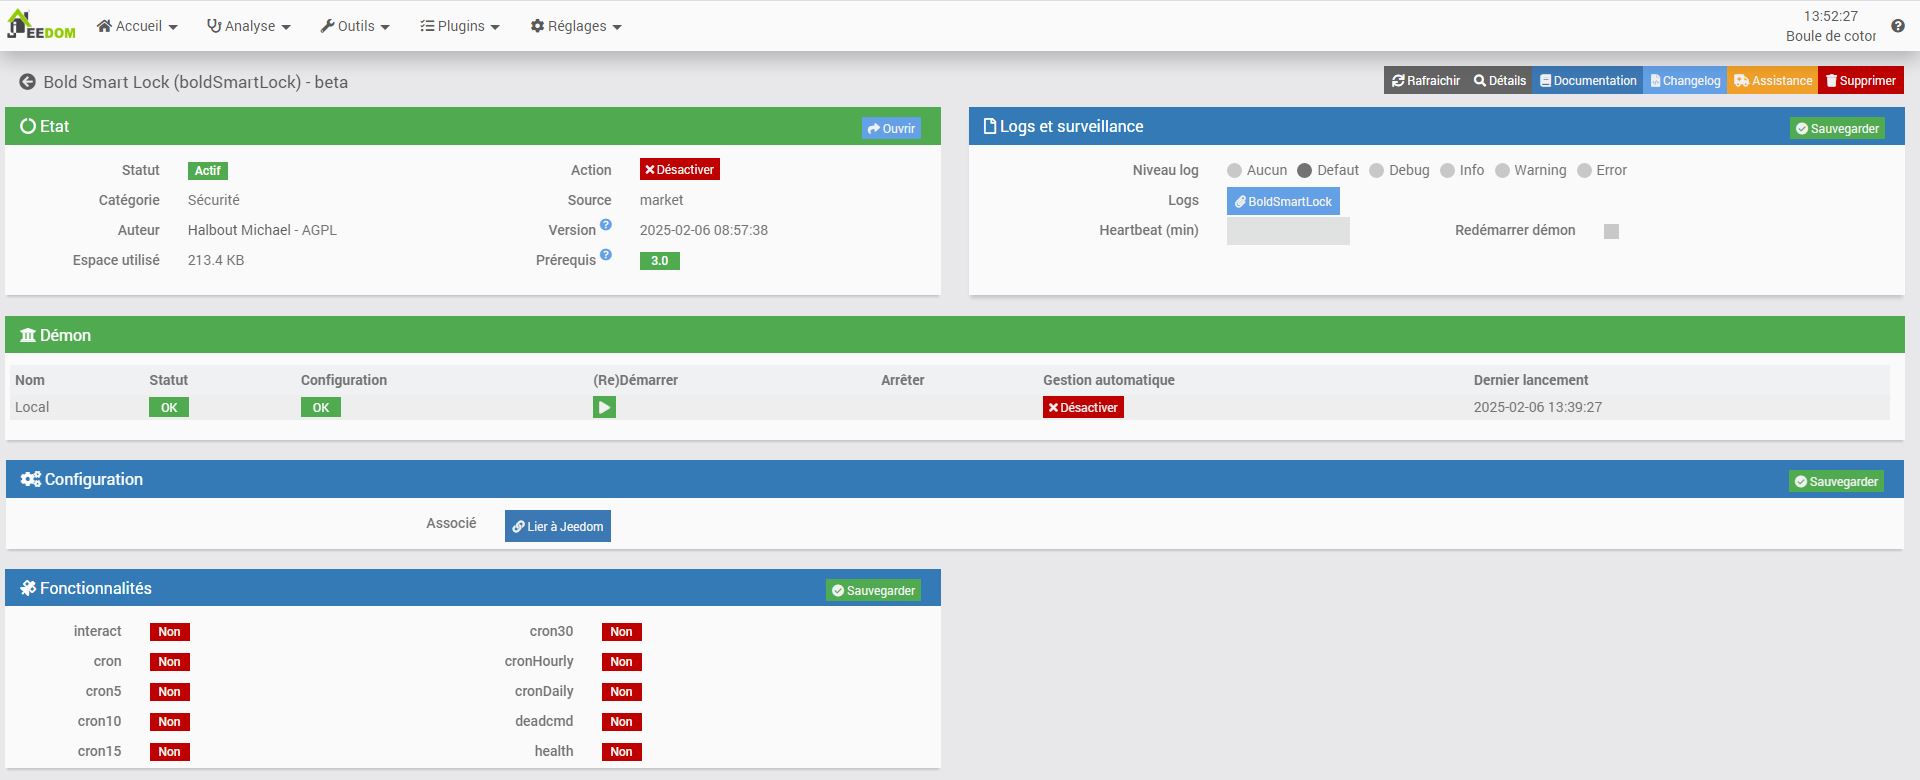 JEEDOM
Accueil
Analyse
Outils
Plugins
Réglages
13:52:27
Boule de coton
Bold Smart Lock (boldSmartLock) - beta
Rafraichir
Détails
Documentation
Changelog
Assistance
Supprimer
Etat
Ouvrir
Statut
Actif
Action
Désactiver
Catégorie
Sécurité
Source
market
Auteur
Halbout Michael - AGPL
Version
2025-02-06 08:57:38
Espace utilisé
213.4 KB
Prérequis
3.0
Logs et surveillance
Sauvegarder
Niveau log
Aucun
Defaut
Debug
Info
Warning
Error
Logs
BoldSmartLock
Heartbeat (min)
Redémarrer démon
Démon
Nom
Statut
Configuration
(Re)Démarrer
Arrêter
Gestion automatique
Dernier lancement
Local
OK
OK
Désactiver
2025-02-06 13:39:27
Configuration
Sauvegarder
Associé
Lier à Jeedom
Fonctionnalités
Sauvegarder
interact
Non
cron30
Non
cron
Non
cronHourly
Non
cron5
Non
cronDaily
Non
cron10
Non
deadcmd
Non
cron15
Non
health
Non